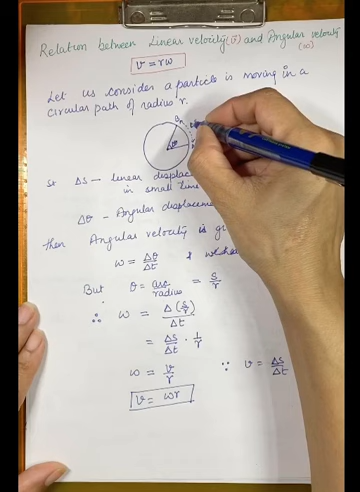 Relation between Linear velocity (v⃗) and Angular velocity (ω)
v = rω
Let us consider a particle is moving in a
circular path of radius r.
Δθ
B
Δs — linear displac
in small time
Δθ - Angular displaceme
then Angular velocity is g
ω = Δθ/Δt &
But θ = arc/radius = s/r
∴ ω = Δ(s/r)/Δt
= Δs/Δt · 1/r
ω = v/r ∵ v = Δs/Δt
v = ωr